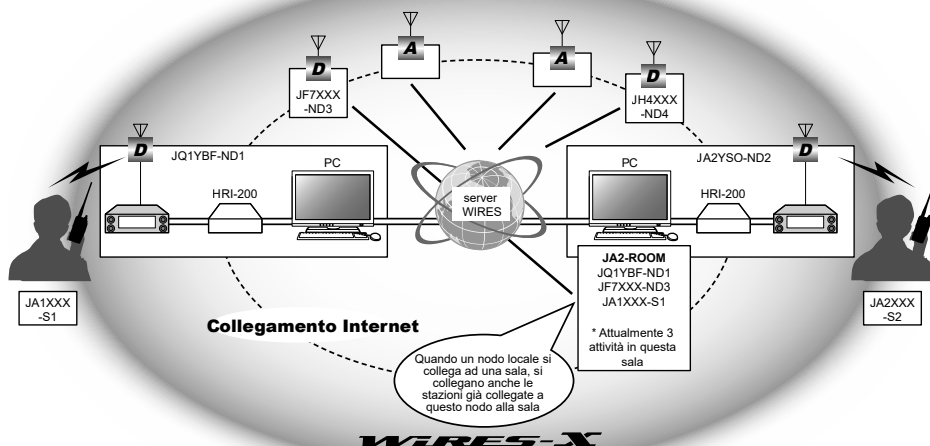 A
A
D
JF7XXX
-ND3
D
JH4XXX
-ND4
D
JQ1YBF-ND1
PC
HRI-200
server
WIRES
JA2YSO-ND2
D
PC
HRI-200
JA1XXX
-S1
JA2XXX
-S2
JA2-ROOM
JQ1YBF-ND1
JF7XXX-ND3
JA1XXX-S1
* Attualmente 3
attività in questa
sala
Collegamento Internet
Quando un nodo locale si
collega ad una sala, si
collegano anche le
stazioni già collegate a
questo nodo alla sala
WiRES-X